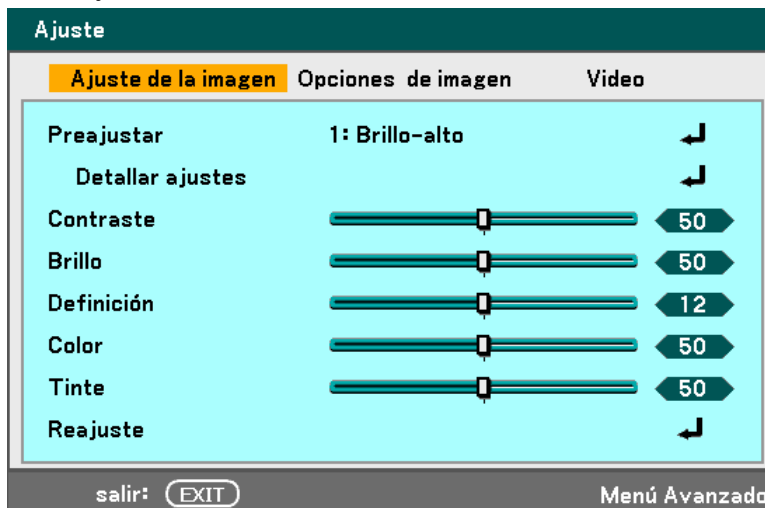 Ajuste
Ajuste de la imagen Opciones de imagen Video
Preajustar 1: Brillo-alto
Detallar ajustes
Contraste 50
Brillo 50
Definición 12
Color 50
Tinte 50
Reajuste
salir: EXIT Menú Avanzado